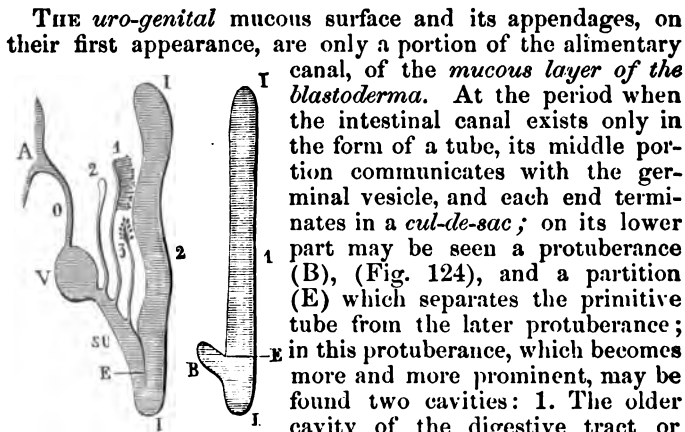 THE uro-genital mucous surface and its appendages, on
their first appearance, are only a portion of the alimentary
canal, of the mucous layer of the
blastoderma. At the period when
the intestinal canal exists only in
the form of a tube, its middle por-
tion communicates with the ger-
minal vesicle, and each end termi-
nates in a cul-de-sac; on its lower
part may be seen a protuberance
(B), (Fig. 124), and a partition
(E) which separates the primitive
tube from the later protuberance;
in this protuberance, which becomes
more and more prominent, may be
found two cavities: 1. The older
cavity of the digestive tract or
I
I
A
1
2
O
3
2
1
V
SU
E
E
B
I
I